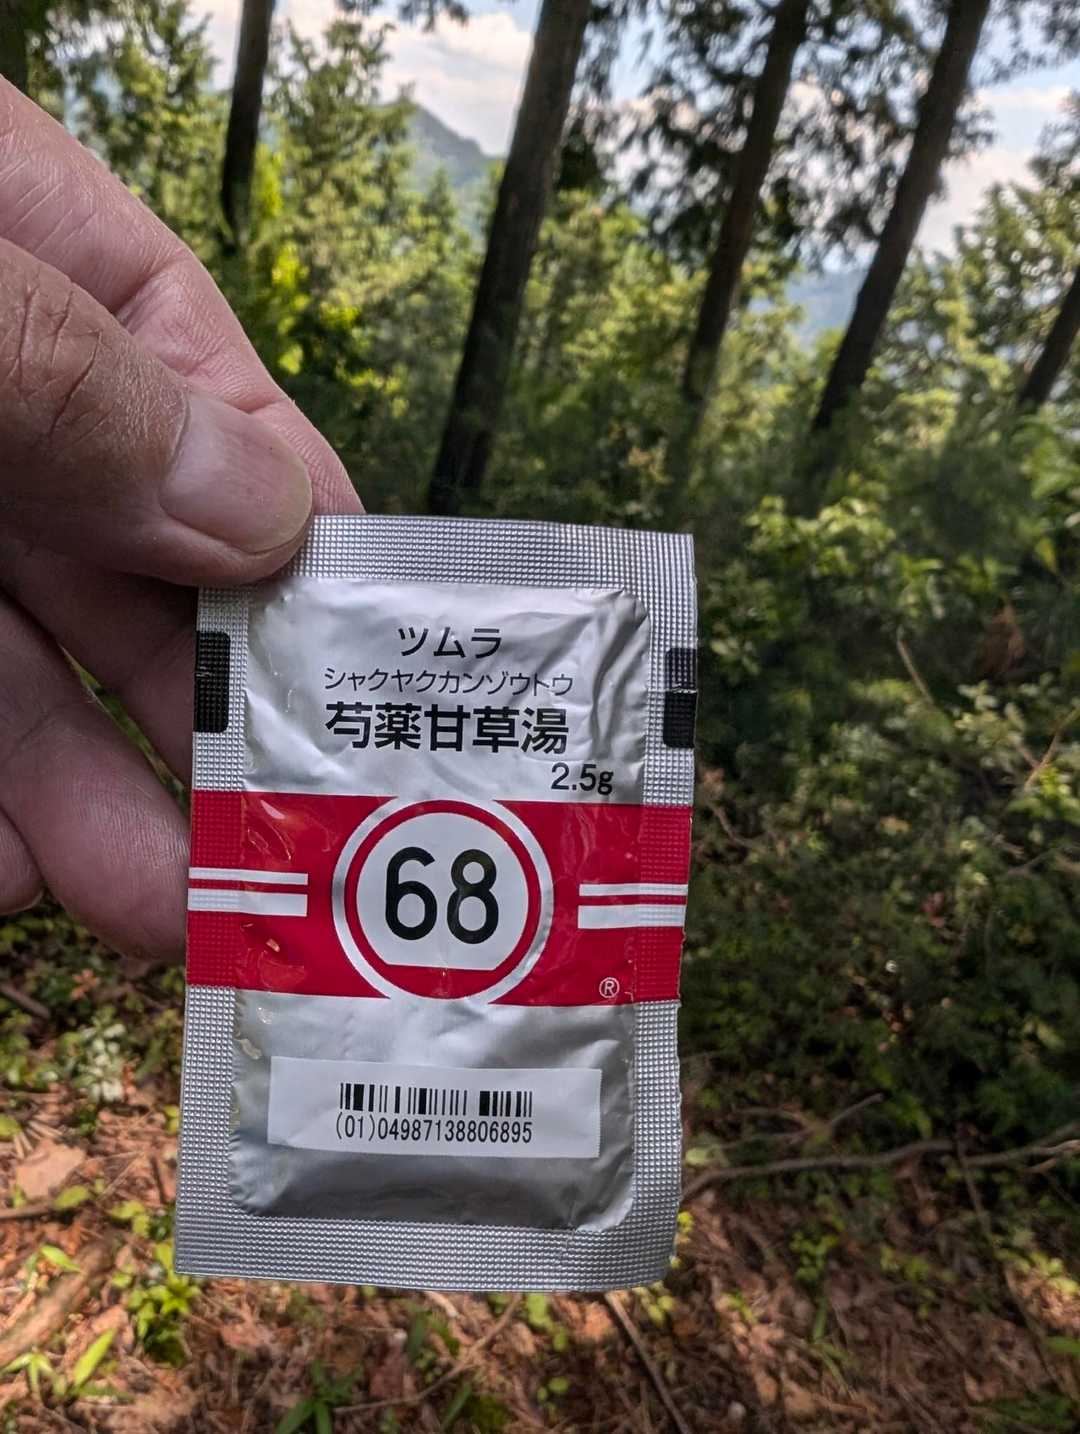 ツムラ
シャクヤクカンゾウトウ
芍薬甘草湯
2.5g
68
®
(01)04987138806895